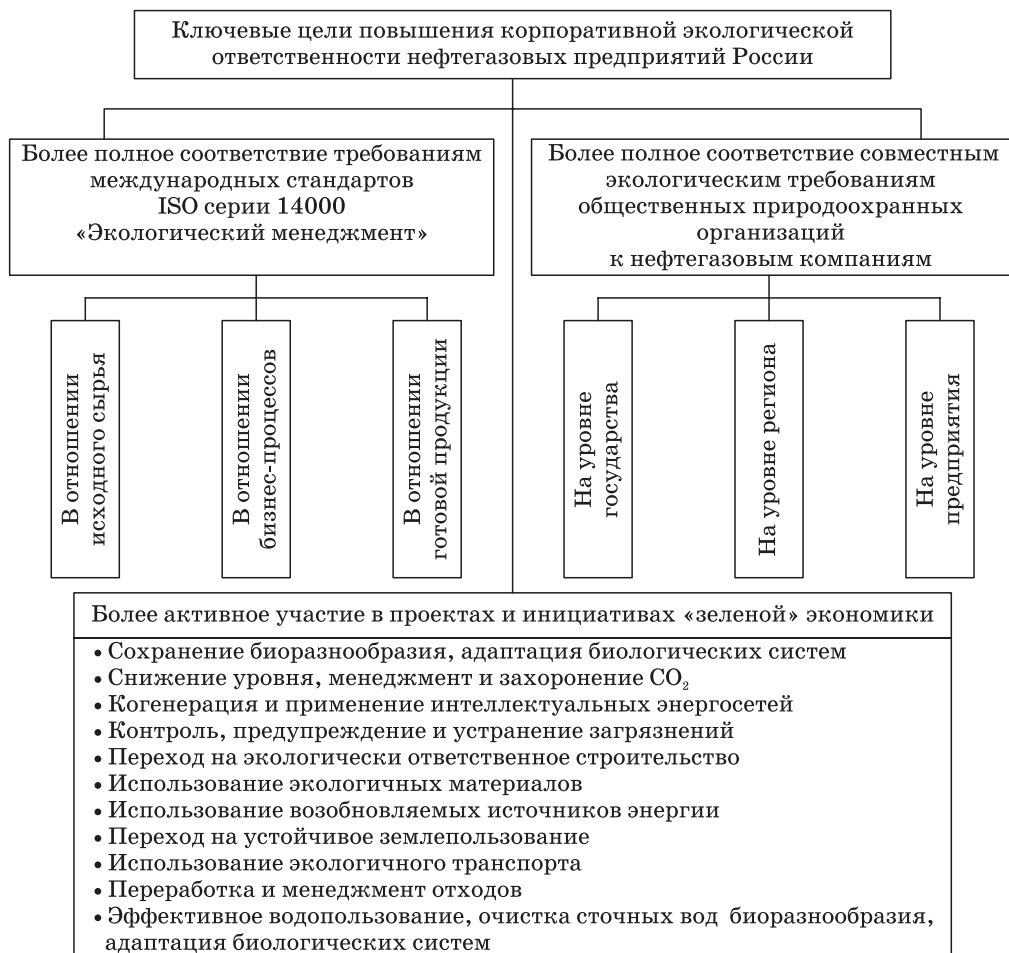 Ключевые цели повышения корпоративной экологической
ответственности нефтегазовых предприятий России
Более полное соответствие требованиям
международных стандартов
ISO серии 14000
«Экологический менеджмент»
Более полное соответствие совместным
экологическим требованиям
общественных природоохранных
организаций
к нефтегазовым компаниям
В отношении
исходного сырья
В отношении
бизнес-процессов
В отношении
готовой продукции
На уровне
государства
На уровне региона
На уровне
предприятия
Более активное участие в проектах и инициативах «зеленой» экономики
• Сохранение биоразнообразия, адаптация биологических систем
• Снижение уровня, менеджмент и захоронение CO₂
• Когенерация и применение интеллектуальных энергосетей
• Контроль, предупреждение и устранение загрязнений
• Переход на экологически ответственное строительство
• Использование экологичных материалов
• Использование возобновляемых источников энергии
• Переход на устойчивое землепользование
• Использование экологичного транспорта
• Переработка и менеджмент отходов
• Эффективное водопользование, очистка сточных вод биоразнообразия,
адаптация биологических систем